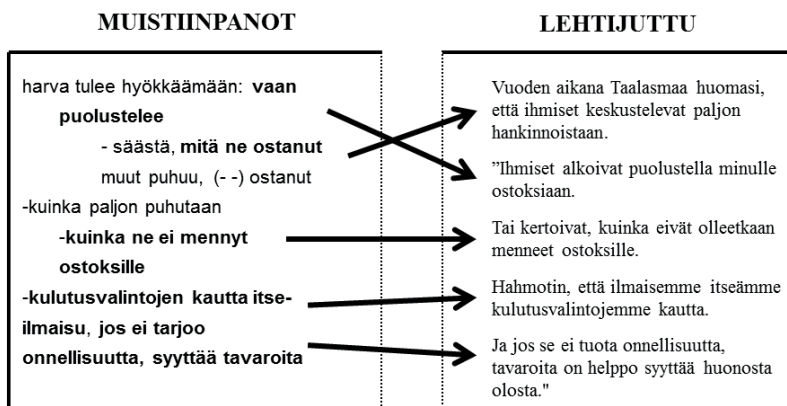 MUISTIINPANOT
harva tulee hyökkäämään: vaan
puolustelee
- säästä, mitä ne ostanut
muut puhuu, (- -) ostanut
-kuinka paljon puhutaan
-kuinka ne ei mennyt
ostoksille
-kulutusvalintojen kautta itse-
ilmaisu, jos ei tarjoo
onnellisuutta, syyttää tavaroita
LEHTIJUTTU
Vuoden aikana Taalasmaa huomasi,
että ihmiset keskustelevat paljon
hankinnoistaan.
”Ihmiset alkoivat puolustella minulle
ostoksiaan.
Tai kertoivat, kuinka eivät olleetkaan
menneet ostoksille.
Hahmotin, että ilmaisemme itseämme
kulutusvalintojemme kautta.
Ja jos se ei tuota onnellisuutta,
tavaroita on helppo syyttää huonosta
olosta."